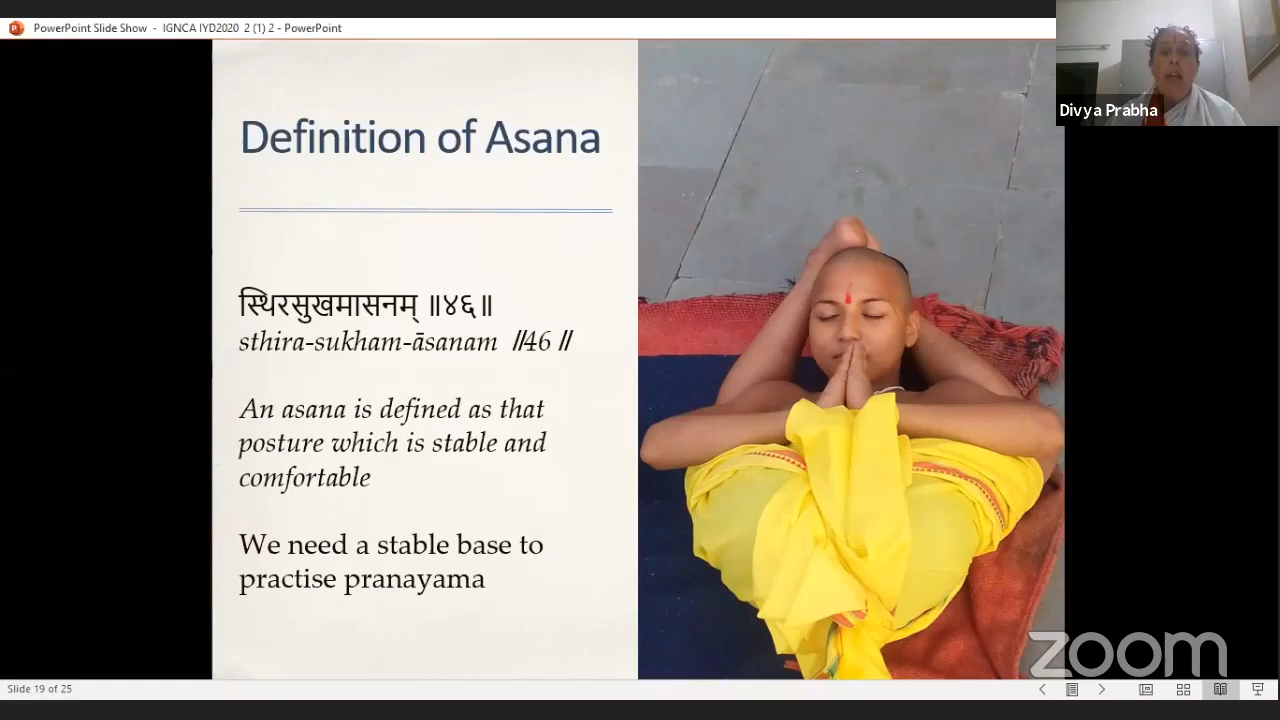 PowerPoint Slide Show - IGNCA IYD2020 2 (1) 2 - PowerPoint
Divya Prabha
Definition of Asana
स्थिरसुखमासनम् ॥४६॥
sthira-sukham-āsanam //46 //
An asana is defined as that
posture which is stable and
comfortable
We need a stable base to
practise pranayama
zoom
Slide 19 of 25